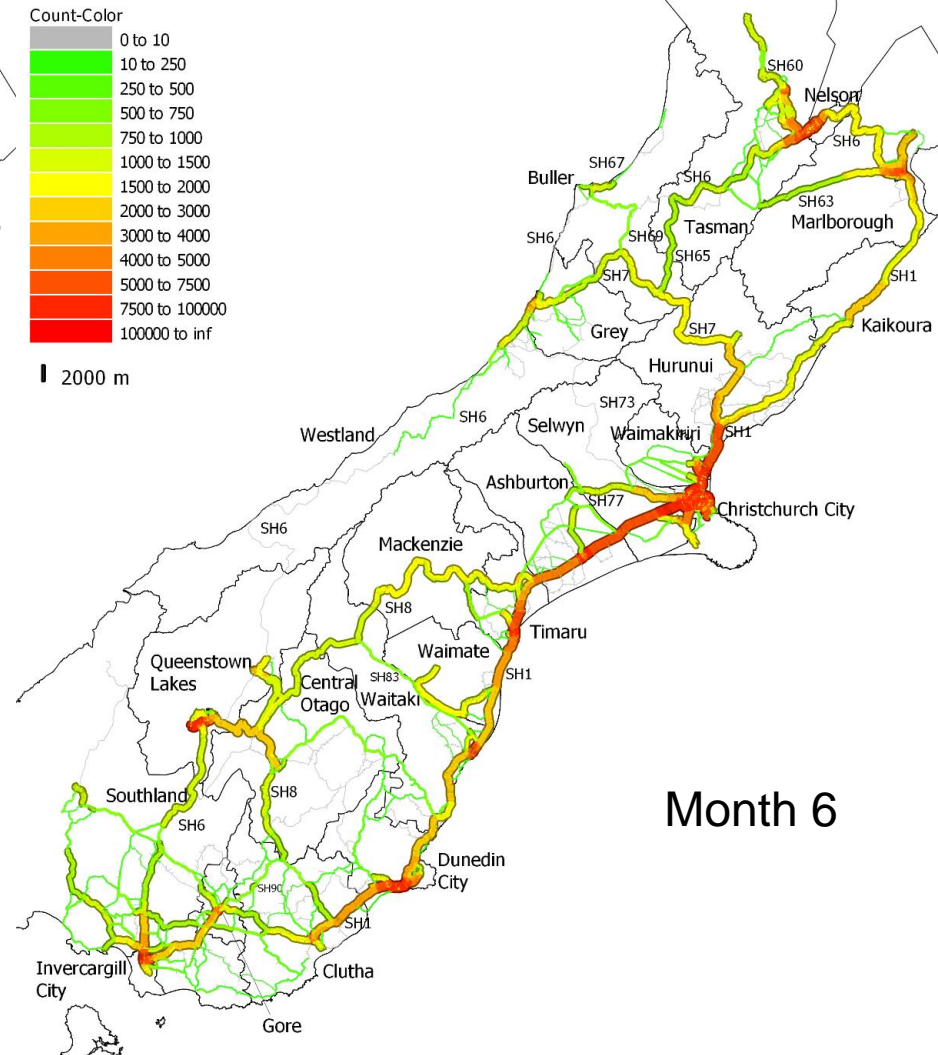 Count-Color
0 to 10
10 to 250
250 to 500
500 to 750
750 to 1000
1000 to 1500
1500 to 2000
2000 to 3000
3000 to 4000
4000 to 5000
5000 to 7500
7500 to 100000
100000 to inf
2000 m
SH60
Nelson
SH6
SH67
Buller
SH6
SH63
Marlborough
Tasman
SH6
SH69
SH65
SH7
SH1
Kaikoura
Grey
SH7
Hurunui
SH73
SH6
Selwyn
Waimakiriri
SH1
Westland
Ashburton
SH77
Christchurch City
SH6
Mackenzie
SH8
Timaru
Waimate
Queenstown
Lakes
SH83
SH1
Central
Otago
Waitaki
Southland
SH8
SH6
Month 6
Dunedin
City
SH90
SH1
Invercargill
City
Clutha
Gore